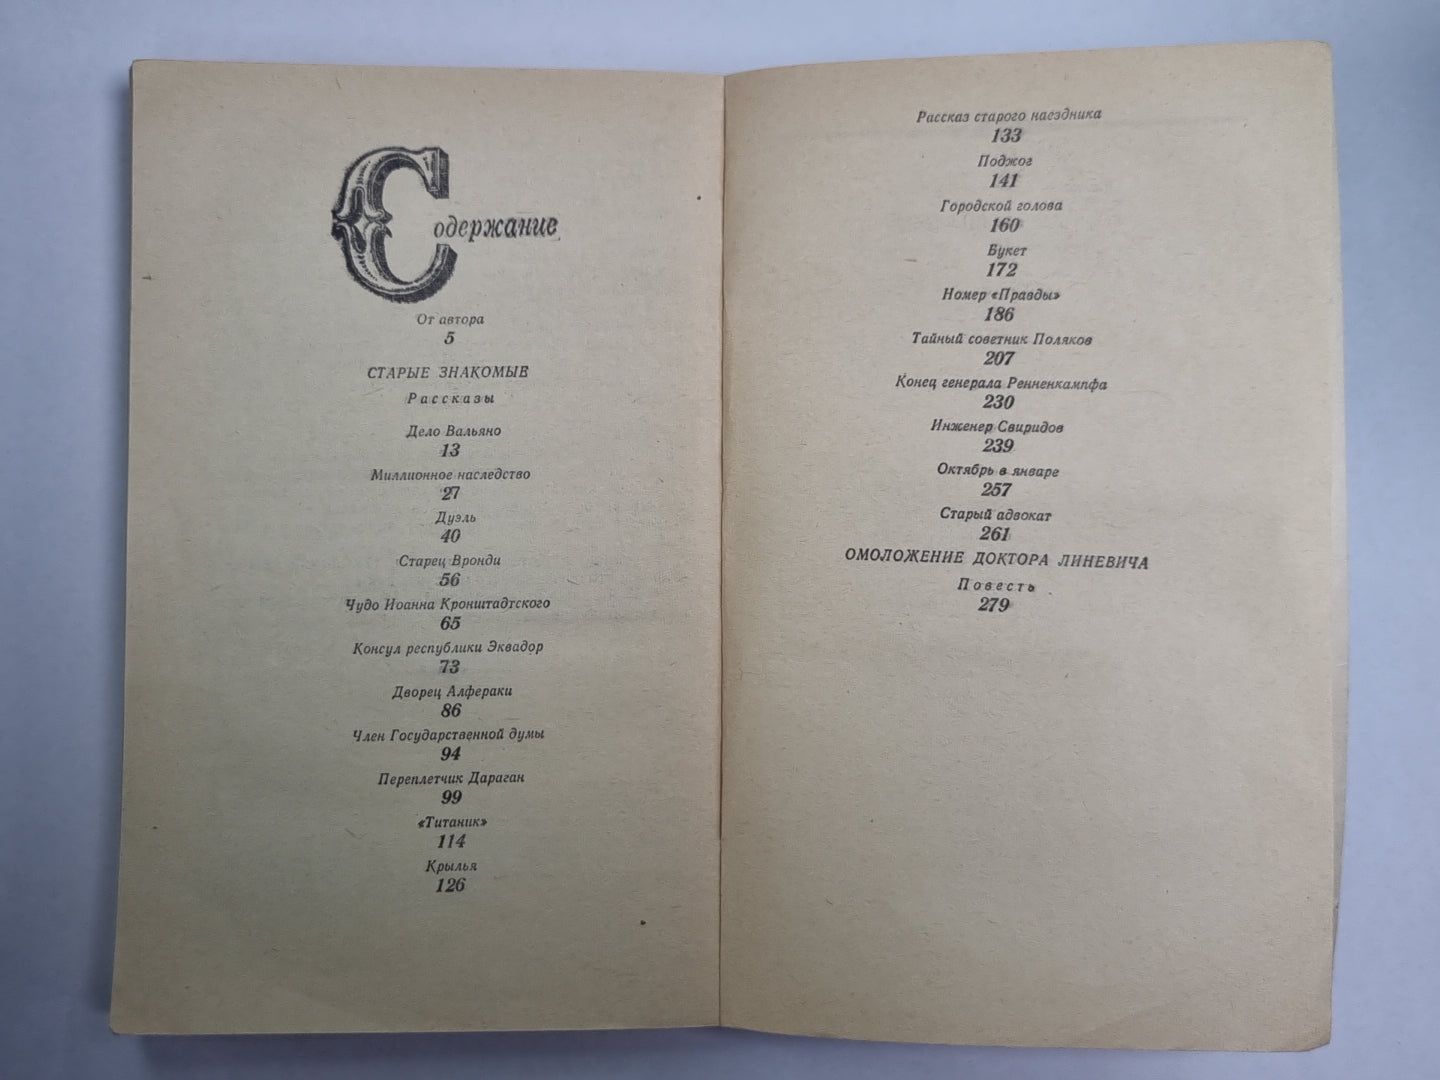 Содержание
От автора
5
СТАРЫЕ ЗНАКОМЫЕ
Рассказы
Дело Вальяно
13
Миллионное наследство
27
Дуэль
40
Старец Вронди
56
Чудо Иоанна Кронштадтского
65
Консул республики Эквадор
73
Дворец Алфераки
86
Член Государственной думы
94
Переплетчик Дараган
99
«Титаник»
114
Крылья
126
Рассказ старого наездника
133
Поджог
141
Городской голова
160
Букет
172
Номер «Правды»
186
Тайный советник Поляков
207
Конец генерала Ренненкампфа
230
Инженер Свиридов
239
Октябрь в январе
257
Старый адвокат
261
ОМОЛОЖЕНИЕ ДОКТОРА ЛИНЕВИЧА
Повесть
279